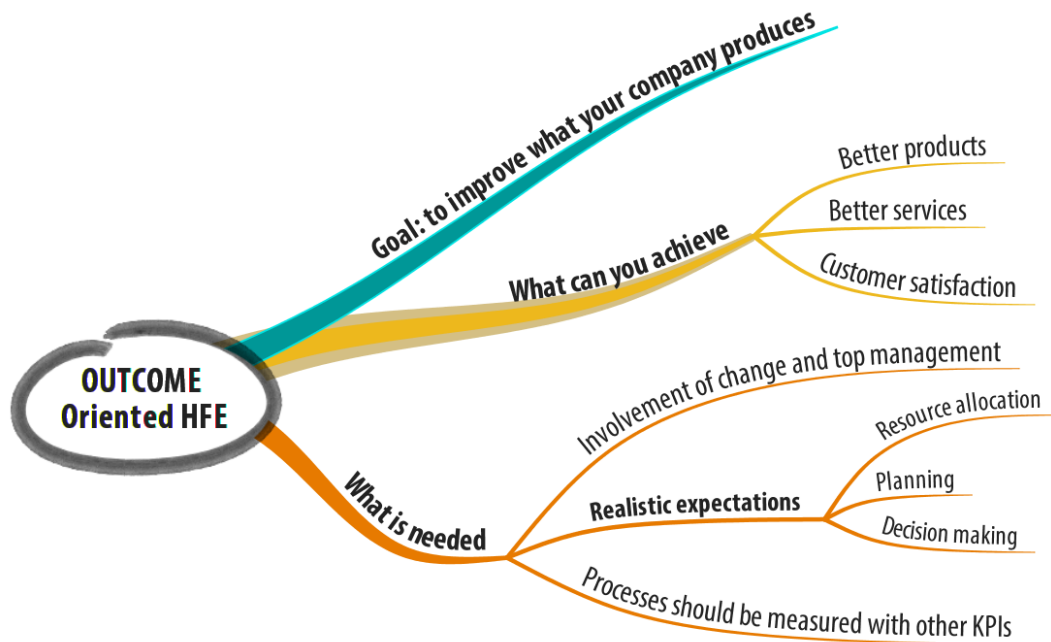 OUTCOME
Oriented HFE
Goal: to improve what your company produces
What can you achieve
Better products
Better services
Customer satisfaction
What is needed
Involvement of change and top management
Realistic expectations
Resource allocation
Planning
Decision making
Processes should be measured with other KPIs